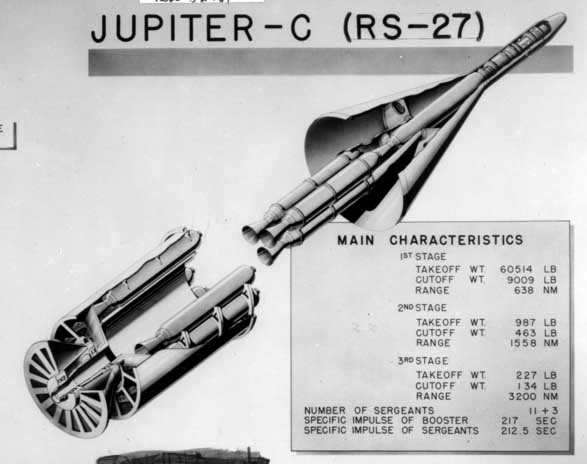 JUPITER-C (RS-27)
E
MAIN CHARACTERISTICS
1ST STAGE
TAKEOFF WT. 60514 LB
CUTOFF WT. 9009 LB
RANGE 638 NM
2ND STAGE
TAKEOFF WT. 987 LB
CUTOFF WT. 463 LB
RANGE 1558 NM
3RD STAGE
TAKEOFF WT. 227 LB
CUTOFF WT. 134 LB
RANGE 3200 NM
NUMBER OF SERGEANTS 11+3
SPECIFIC IMPULSE OF BOOSTER 217 SEC
SPECIFIC IMPULSE OF SERGEANTS 212.5 SEC